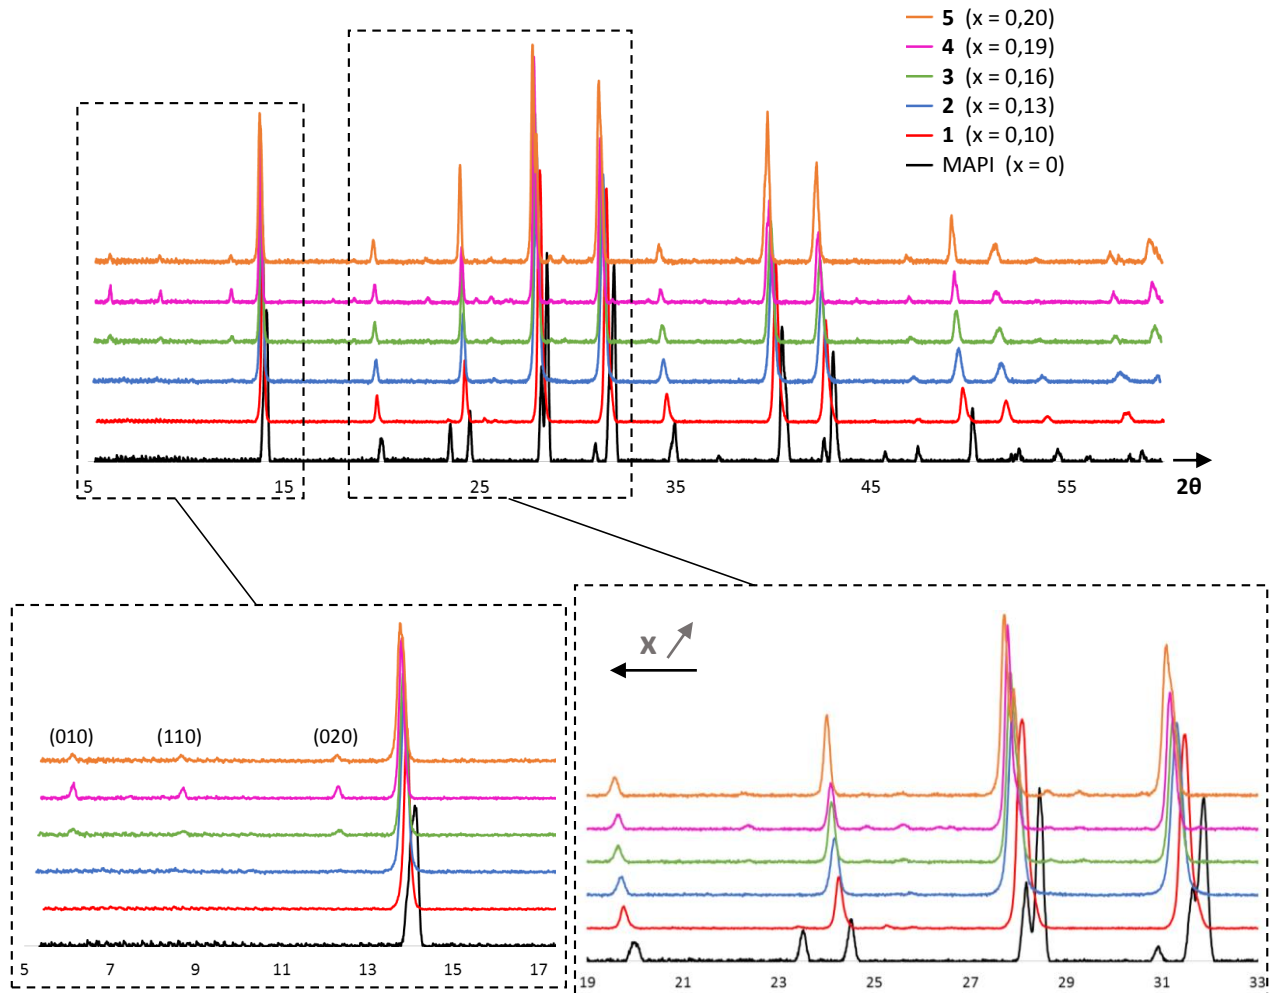 5 (x = 0,20)
4 (x = 0,19)
3 (x = 0,16)
2 (x = 0,13)
1 (x = 0,10)
MAPI (x = 0)
5 15 25 35 45 55 2θ
X
(010) (110) (020)
5 7 9 11 13 15 17
19 21 23 25 27 29 31 33